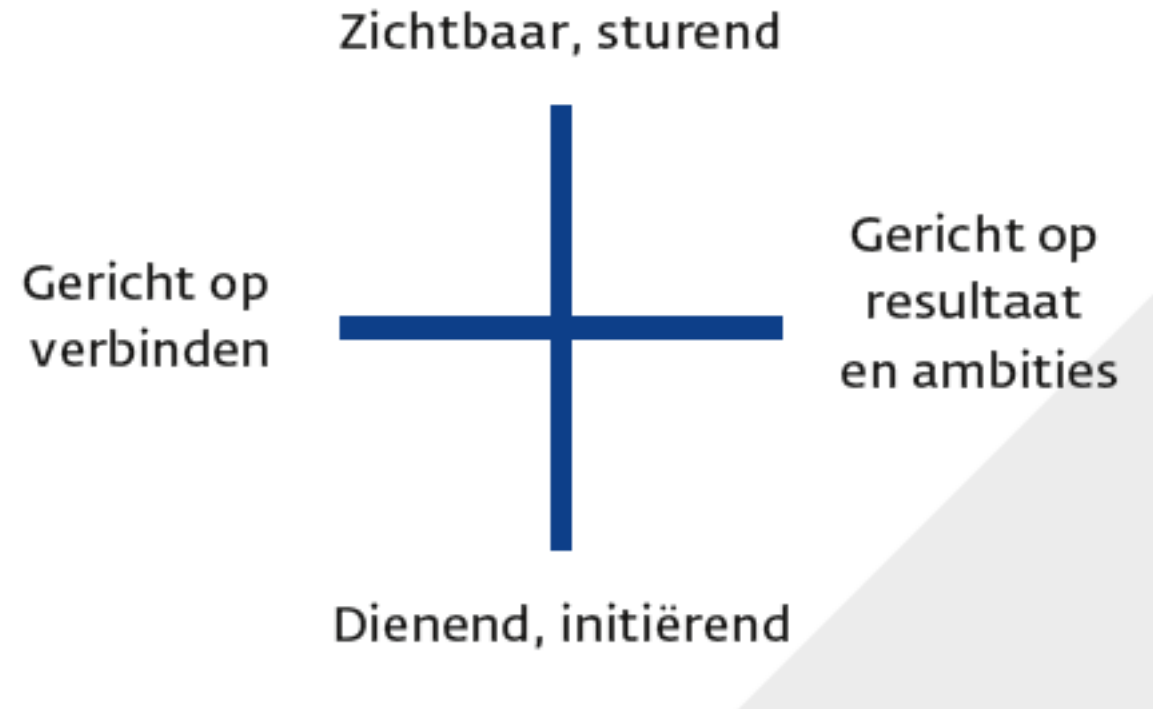 Zichtbaar, sturend
Gericht op
verbinden
Gericht op
resultaat
en ambities
Dienend, initiërend